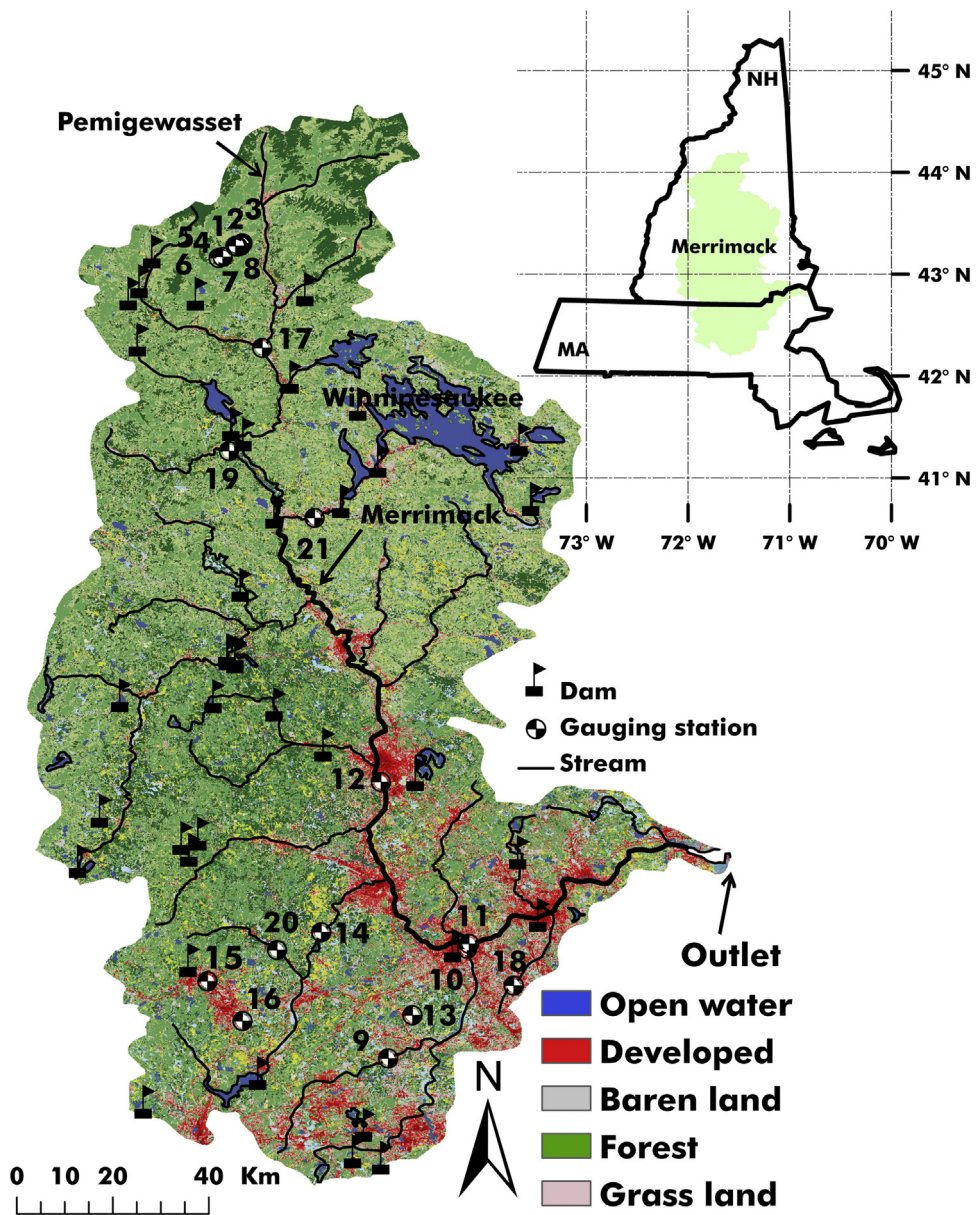 NH
45° N
44° N
Merrimack
43° N
MA
42° N
41° N
73° W
72° W
71° W
70° W
Pemigewasset
3
1 2
5 4
6
7
8
17
Winnipesaukee
19
Merrimack
21
Dam
Gauging station
Stream
12
11
20
14
15
10
18
Outlet
16
13
9
N
Open water
Developed
Baren land
Forest
Grass land
0 10 20 40 Km